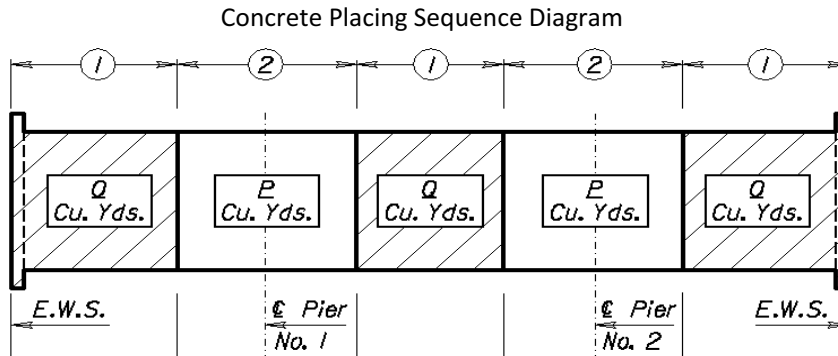 Concrete Placing Sequence Diagram
1 2 1 2 1
Q P Q P Q
Cu. Yds. Cu. Yds. Cu. Yds. Cu. Yds. Cu. Yds.
E.W.S. ℄ Pier ℄ Pier E.W.S.
No. 1 No. 2